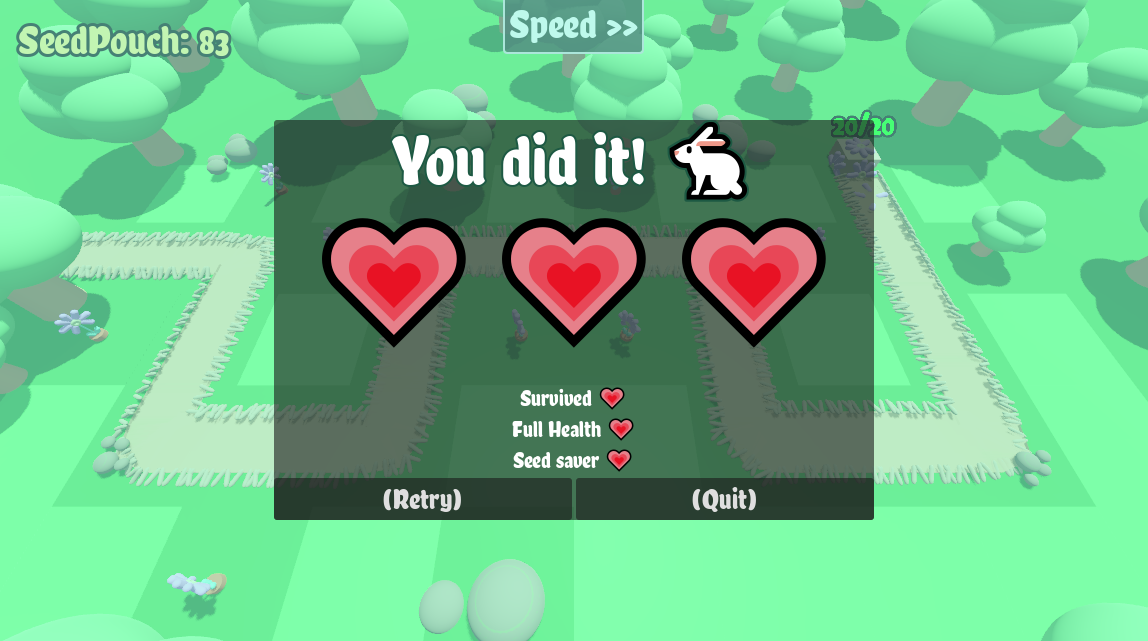 SeedPouch: 83
Speed >>
20/20
You did it!
Survived
Full Health
Seed saver
(Retry)
(Quit)